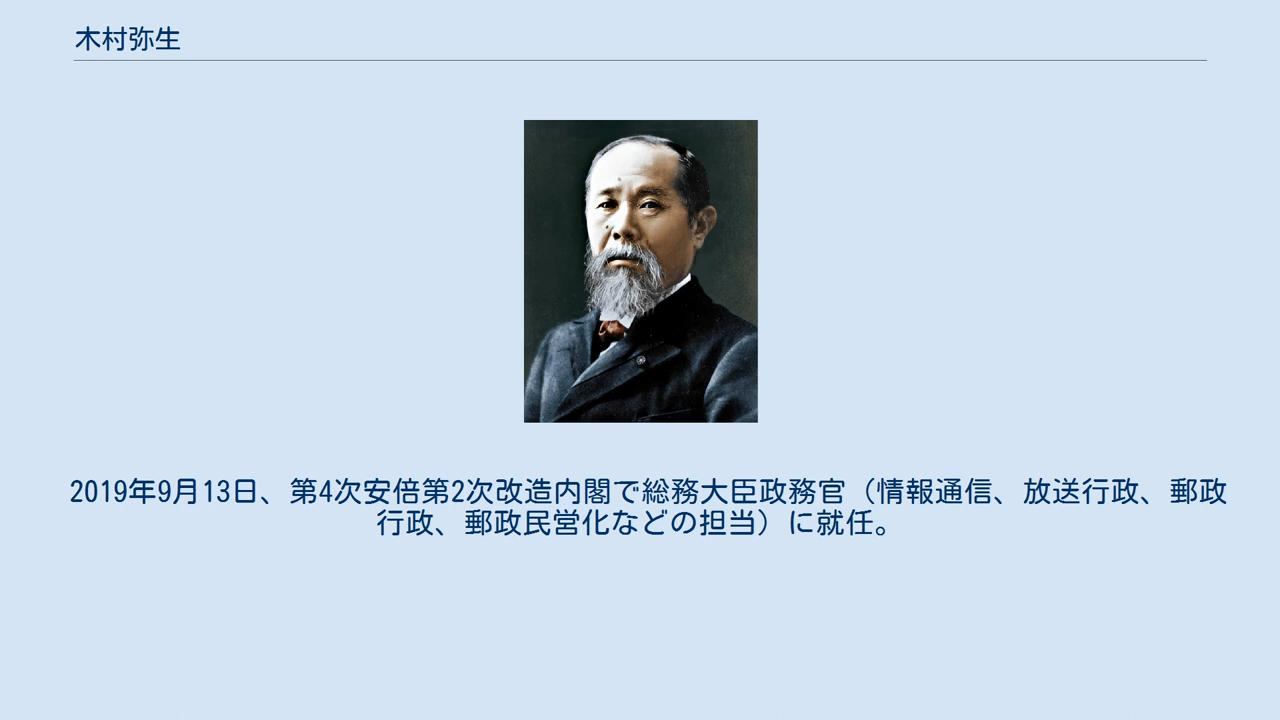 木村弥生
2019年9月13日、第4次安倍第2次改造内閣で総務大臣政務官（情報通信、放送行政、郵政
行政、郵政民営化などの担当）に就任。